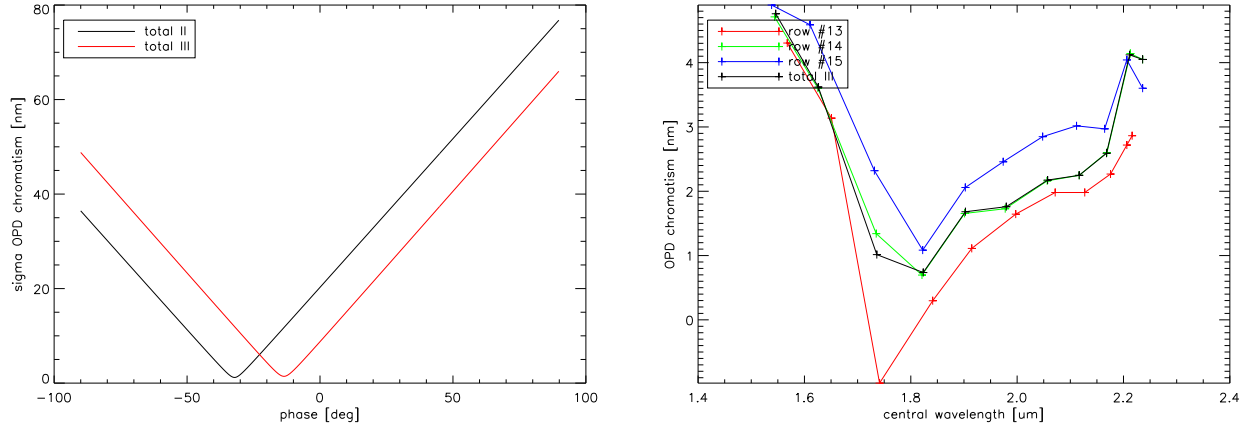 total II
total III
sigma OPD chromatism [nm]
80
60
40
20
0
-100
-50
0
50
100
phase [deg]
row #13
row #14
row #15
total III
OPD chromatism [nm]
4
3
2
1
0
1.4
1.6
1.8
2.0
2.2
2.4
central wavelength [um]